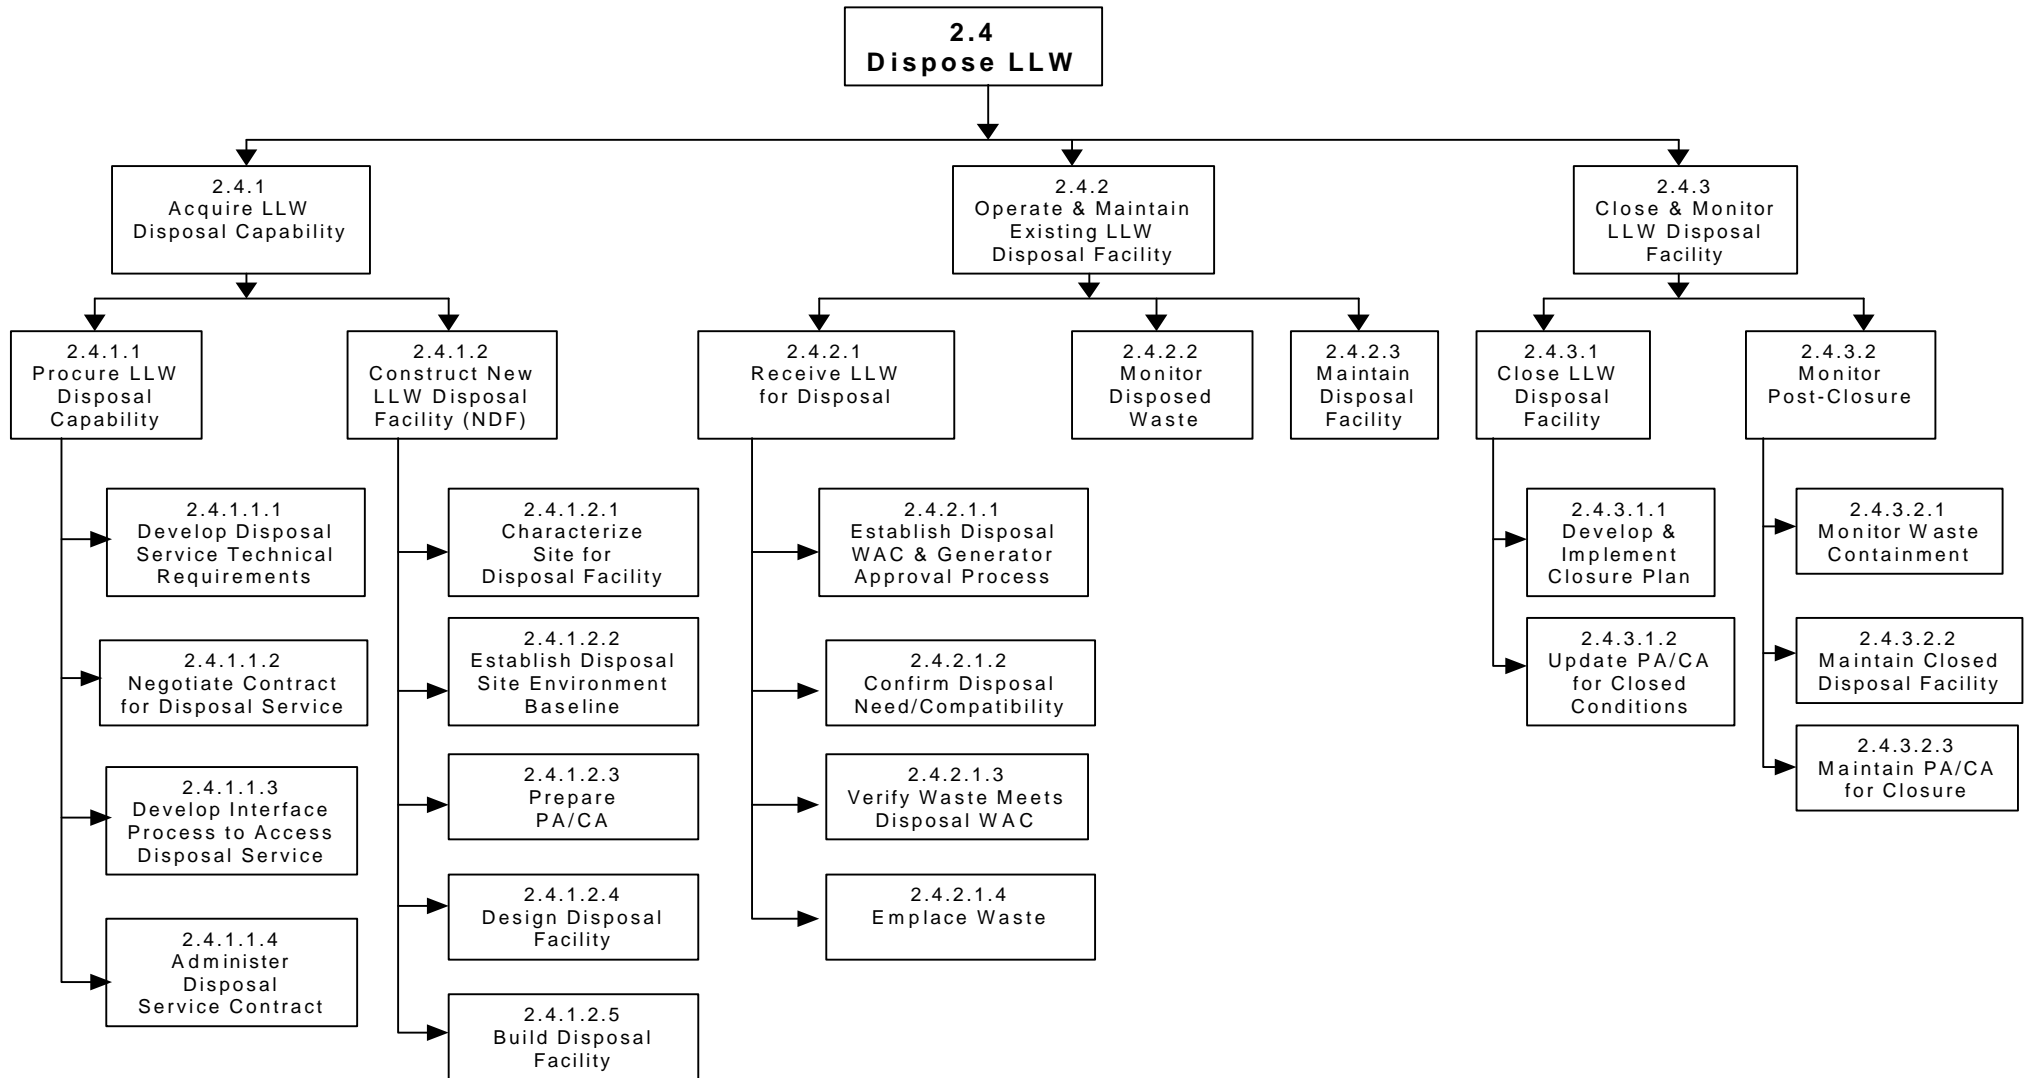 2.4
Dispose LLW
2.4.1
Acquire LLW
Disposal Capability
2.4.2
Operate & Maintain
Existing LLW
Disposal Facility
2.4.3
Close & Monitor
LLW Disposal
Facility
2.4.1.1
Procure LLW
Disposal
Capability
2.4.1.2
Construct New
LLW Disposal
Facility (NDF)
2.4.2.1
Receive LLW
for Disposal
2.4.2.2
Monitor
Disposed
Waste
2.4.2.3
Maintain
Disposal
Facility
2.4.3.1
Close LLW
Disposal
Facility
2.4.3.2
Monitor
Post-Closure
2.4.1.1.1
Develop Disposal
Service Technical
Requirements
2.4.1.1.2
Negotiate Contract
for Disposal Service
2.4.1.1.3
Develop Interface
Process to Access
Disposal Service
2.4.1.1.4
Administer
Disposal
Service Contract
2.4.1.2.1
Characterize
Site for
Disposal Facility
2.4.1.2.2
Establish Disposal
Site Environment
Baseline
2.4.1.2.3
Prepare
PA/CA
2.4.1.2.4
Design Disposal
Facility
2.4.1.2.5
Build Disposal
Facility
2.4.2.1.1
Establish Disposal
WAC & Generator
Approval Process
2.4.2.1.2
Confirm Disposal
Need/Compatibility
2.4.2.1.3
Verify Waste Meets
Disposal WAC
2.4.2.1.4
Emplace Waste
2.4.3.1.1
Develop &
Implement
Closure Plan
2.4.3.1.2
Update PA/CA
for Closed
Conditions
2.4.3.2.1
Monitor Waste
Containment
2.4.3.2.2
Maintain Closed
Disposal Facility
2.4.3.2.3
Maintain PA/CA
for Closure